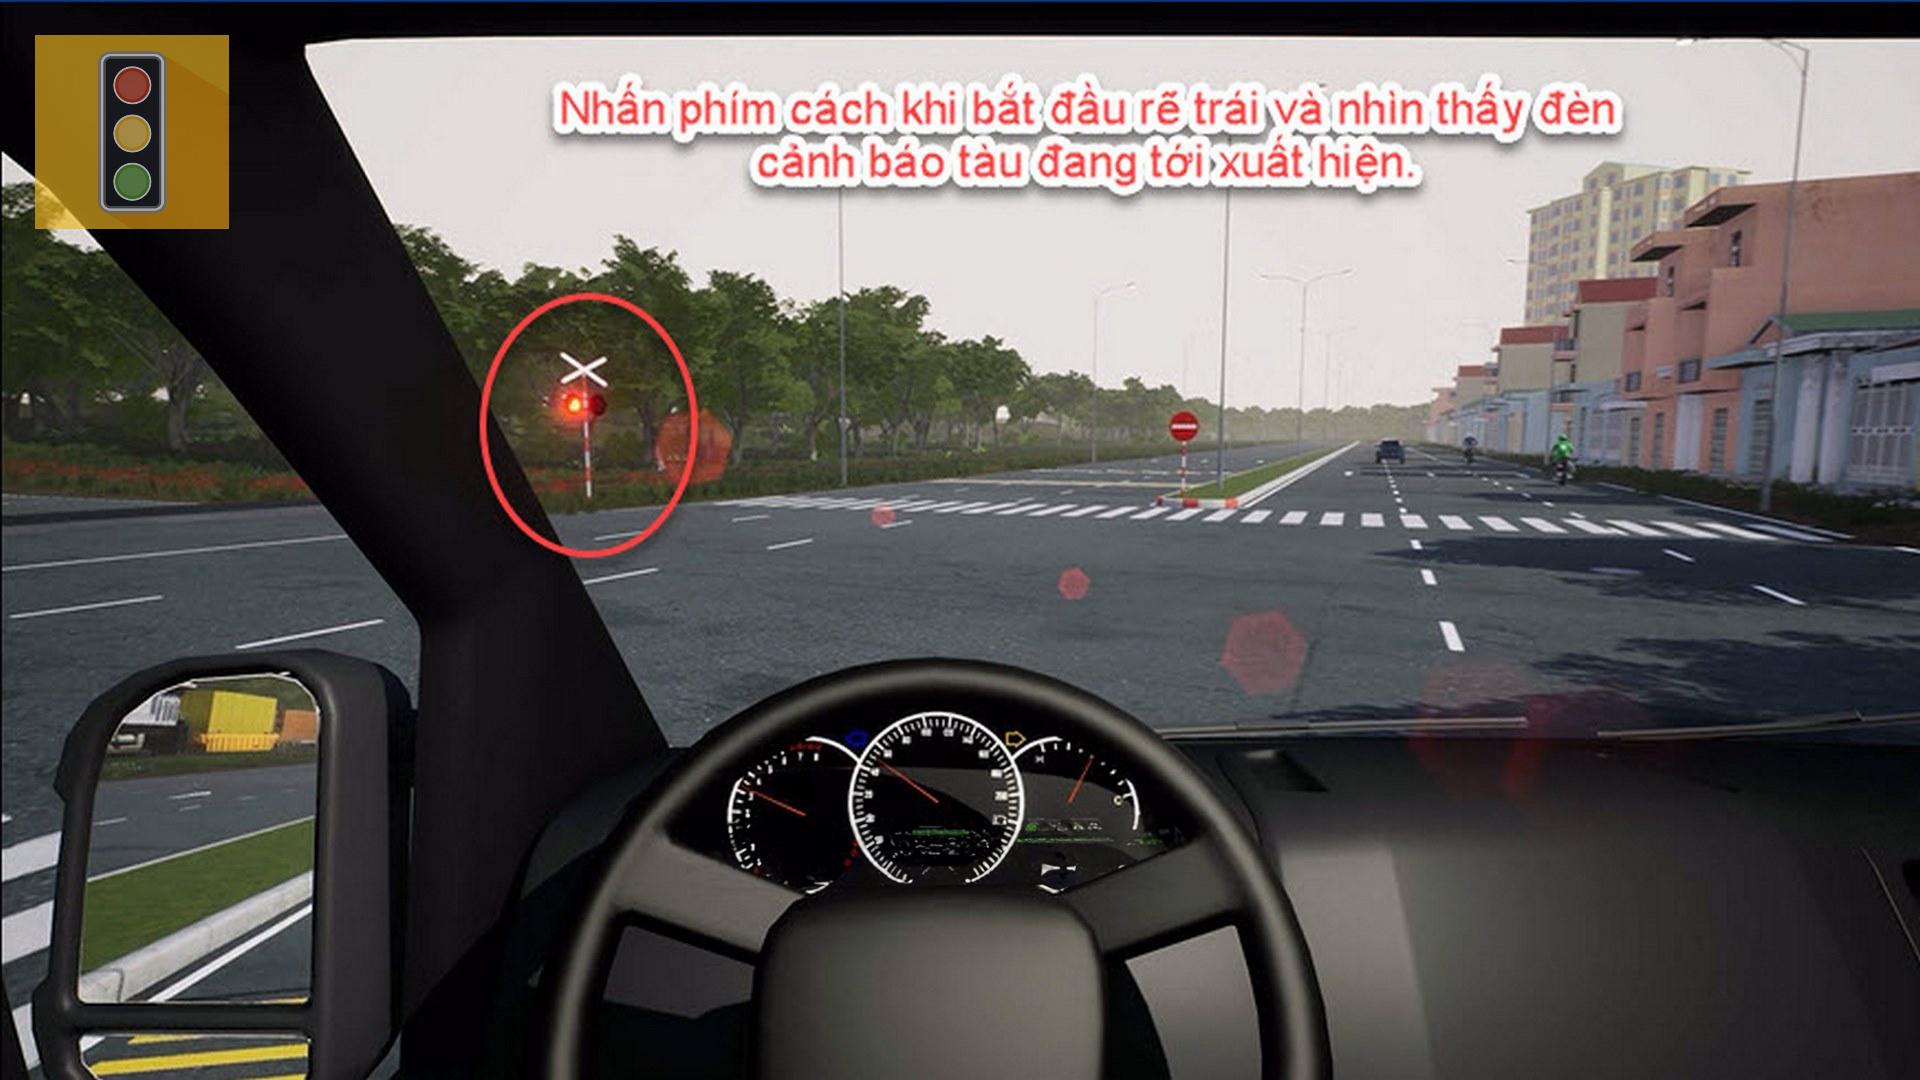 Nhấn phím cách khi bắt đầu rẽ trái và nhìn thấy đèn
cảnh báo tàu đang tới xuất hiện.